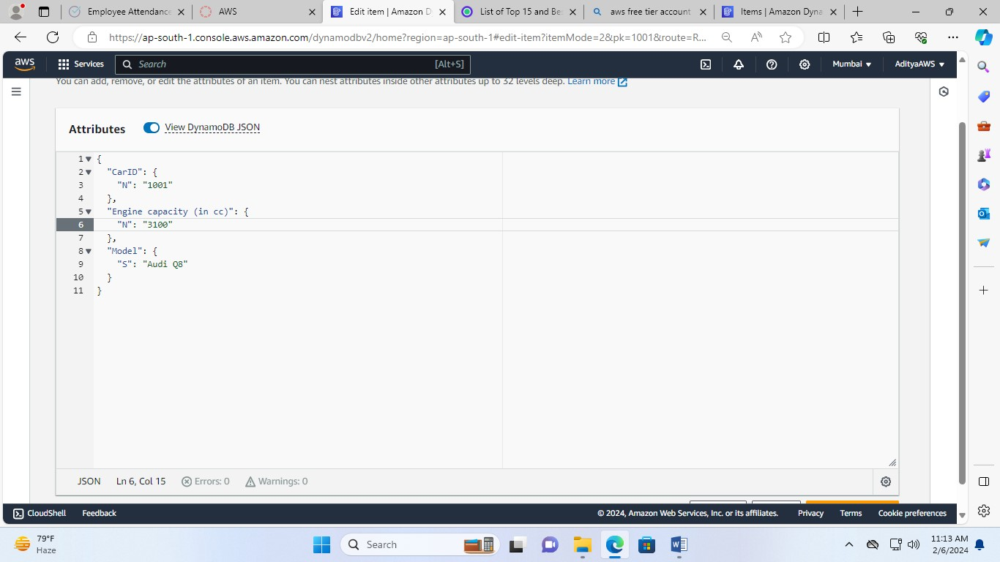 Employee Attendance
AWS
Edit item | Amazon D
List of Top 15 and Be
aws free tier account
Items | Amazon Dyna
https://ap-south-1.console.aws.amazon.com/dynamodbv2/home?region=ap-south-1#edit-item?itemMode=2&pk=1001&route=R...
aws
Services
Search
[Alt+S]
Mumbai
AdityaAWS
You can add, remove, or edit the attributes of an item. You can nest attributes inside other attributes up to 32 levels deep. Learn more
Attributes
View DynamoDB JSON
1 {
2 "CarID": {
3 "N": "1001"
4 },
5 "Engine capacity (in cc)": {
6 "N": "3100"
7 },
8 "Model": {
9 "S": "Audi Q8"
10 }
11 }
JSON Ln 6, Col 15 Errors: 0 Warnings: 0
CloudShell Feedback © 2024, Amazon Web Services, Inc. or its affiliates. Privacy Terms Cookie preferences
79°F
Haze
Search
11:13 AM
2/6/2024